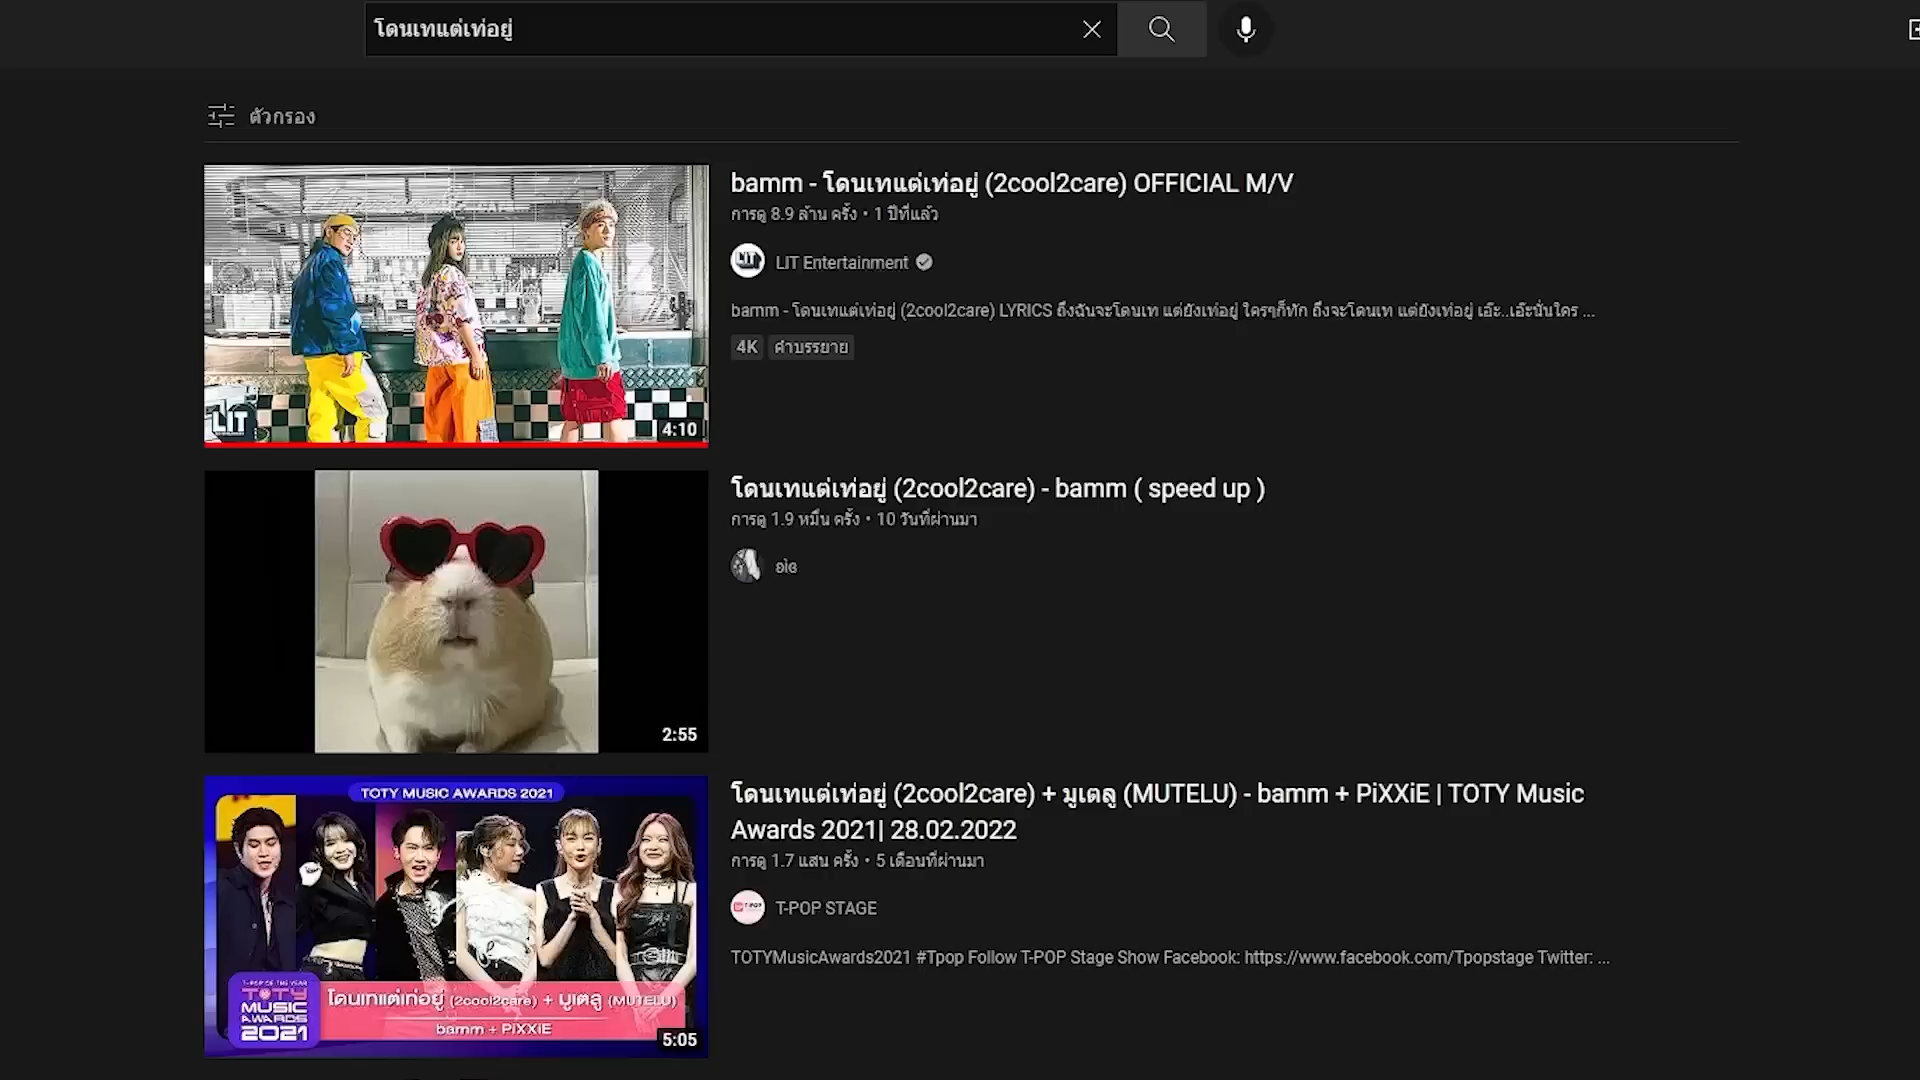 โดนเทแต่เท่อยู่
ตัวกรอง
bamm - โดนเทแต่เท่อยู่ (2cool2care) OFFICIAL M/V
การดู 8.9 ล้าน ครั้ง • 1 ปีที่แล้ว
LIT Entertainment
bamm - โดนเทแต่เท่อยู่ (2cool2care) LYRICS ถึงฉันจะโดนเท แต่ยังเท่อยู่ ใครๆก็ทัก ถึงจะโดนเท แต่ยังเท่อยู่ เอ๊ะ..เอ๊ะนั่นใคร ...
4K คำบรรยาย
LIT
4:10
โดนเทแต่เท่อยู่ (2cool2care) - bamm ( speed up )
การดู 1.9 หมื่น ครั้ง • 10 วันที่ผ่านมา
2:55
โดนเทแต่เท่อยู่ (2cool2care) + มูเตลู (MUTELU) - bamm + PiXXiE | TOTY Music
Awards 2021| 28.02.2022
การดู 1.7 แสน ครั้ง • 5 เดือนที่ผ่านมา
T-POP STAGE
TOTYMusicAwards2021 #Tpop Follow T-POP Stage Show Facebook: https://www.facebook.com/Tpopstage Twitter: ...
TOTY MUSIC AWARDS 2021
T-POP OF THE YEAR
TOTY
MUSIC
AWARDS
2021
โดนเทแต่เท่อยู่ (2cool2care) + มูเตลู (MUTELU)
bamm + PiXXiE
5:05